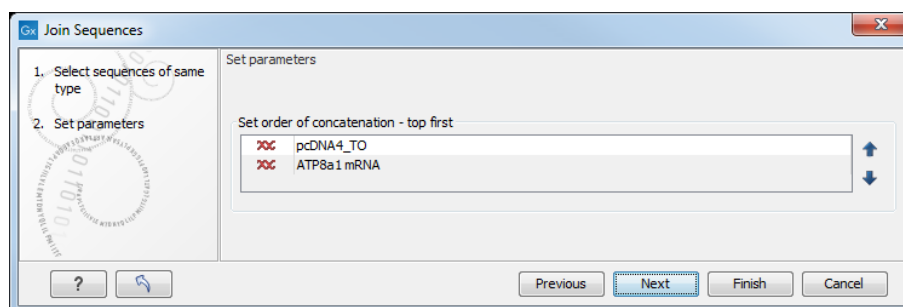 Gx Join Sequences
1. Select sequences of same
type
2. Set parameters
Set parameters
Set order of concatenation - top first
pcDNA4_TO
ATP8a1 mRNA
? Previous Next Finish Cancel